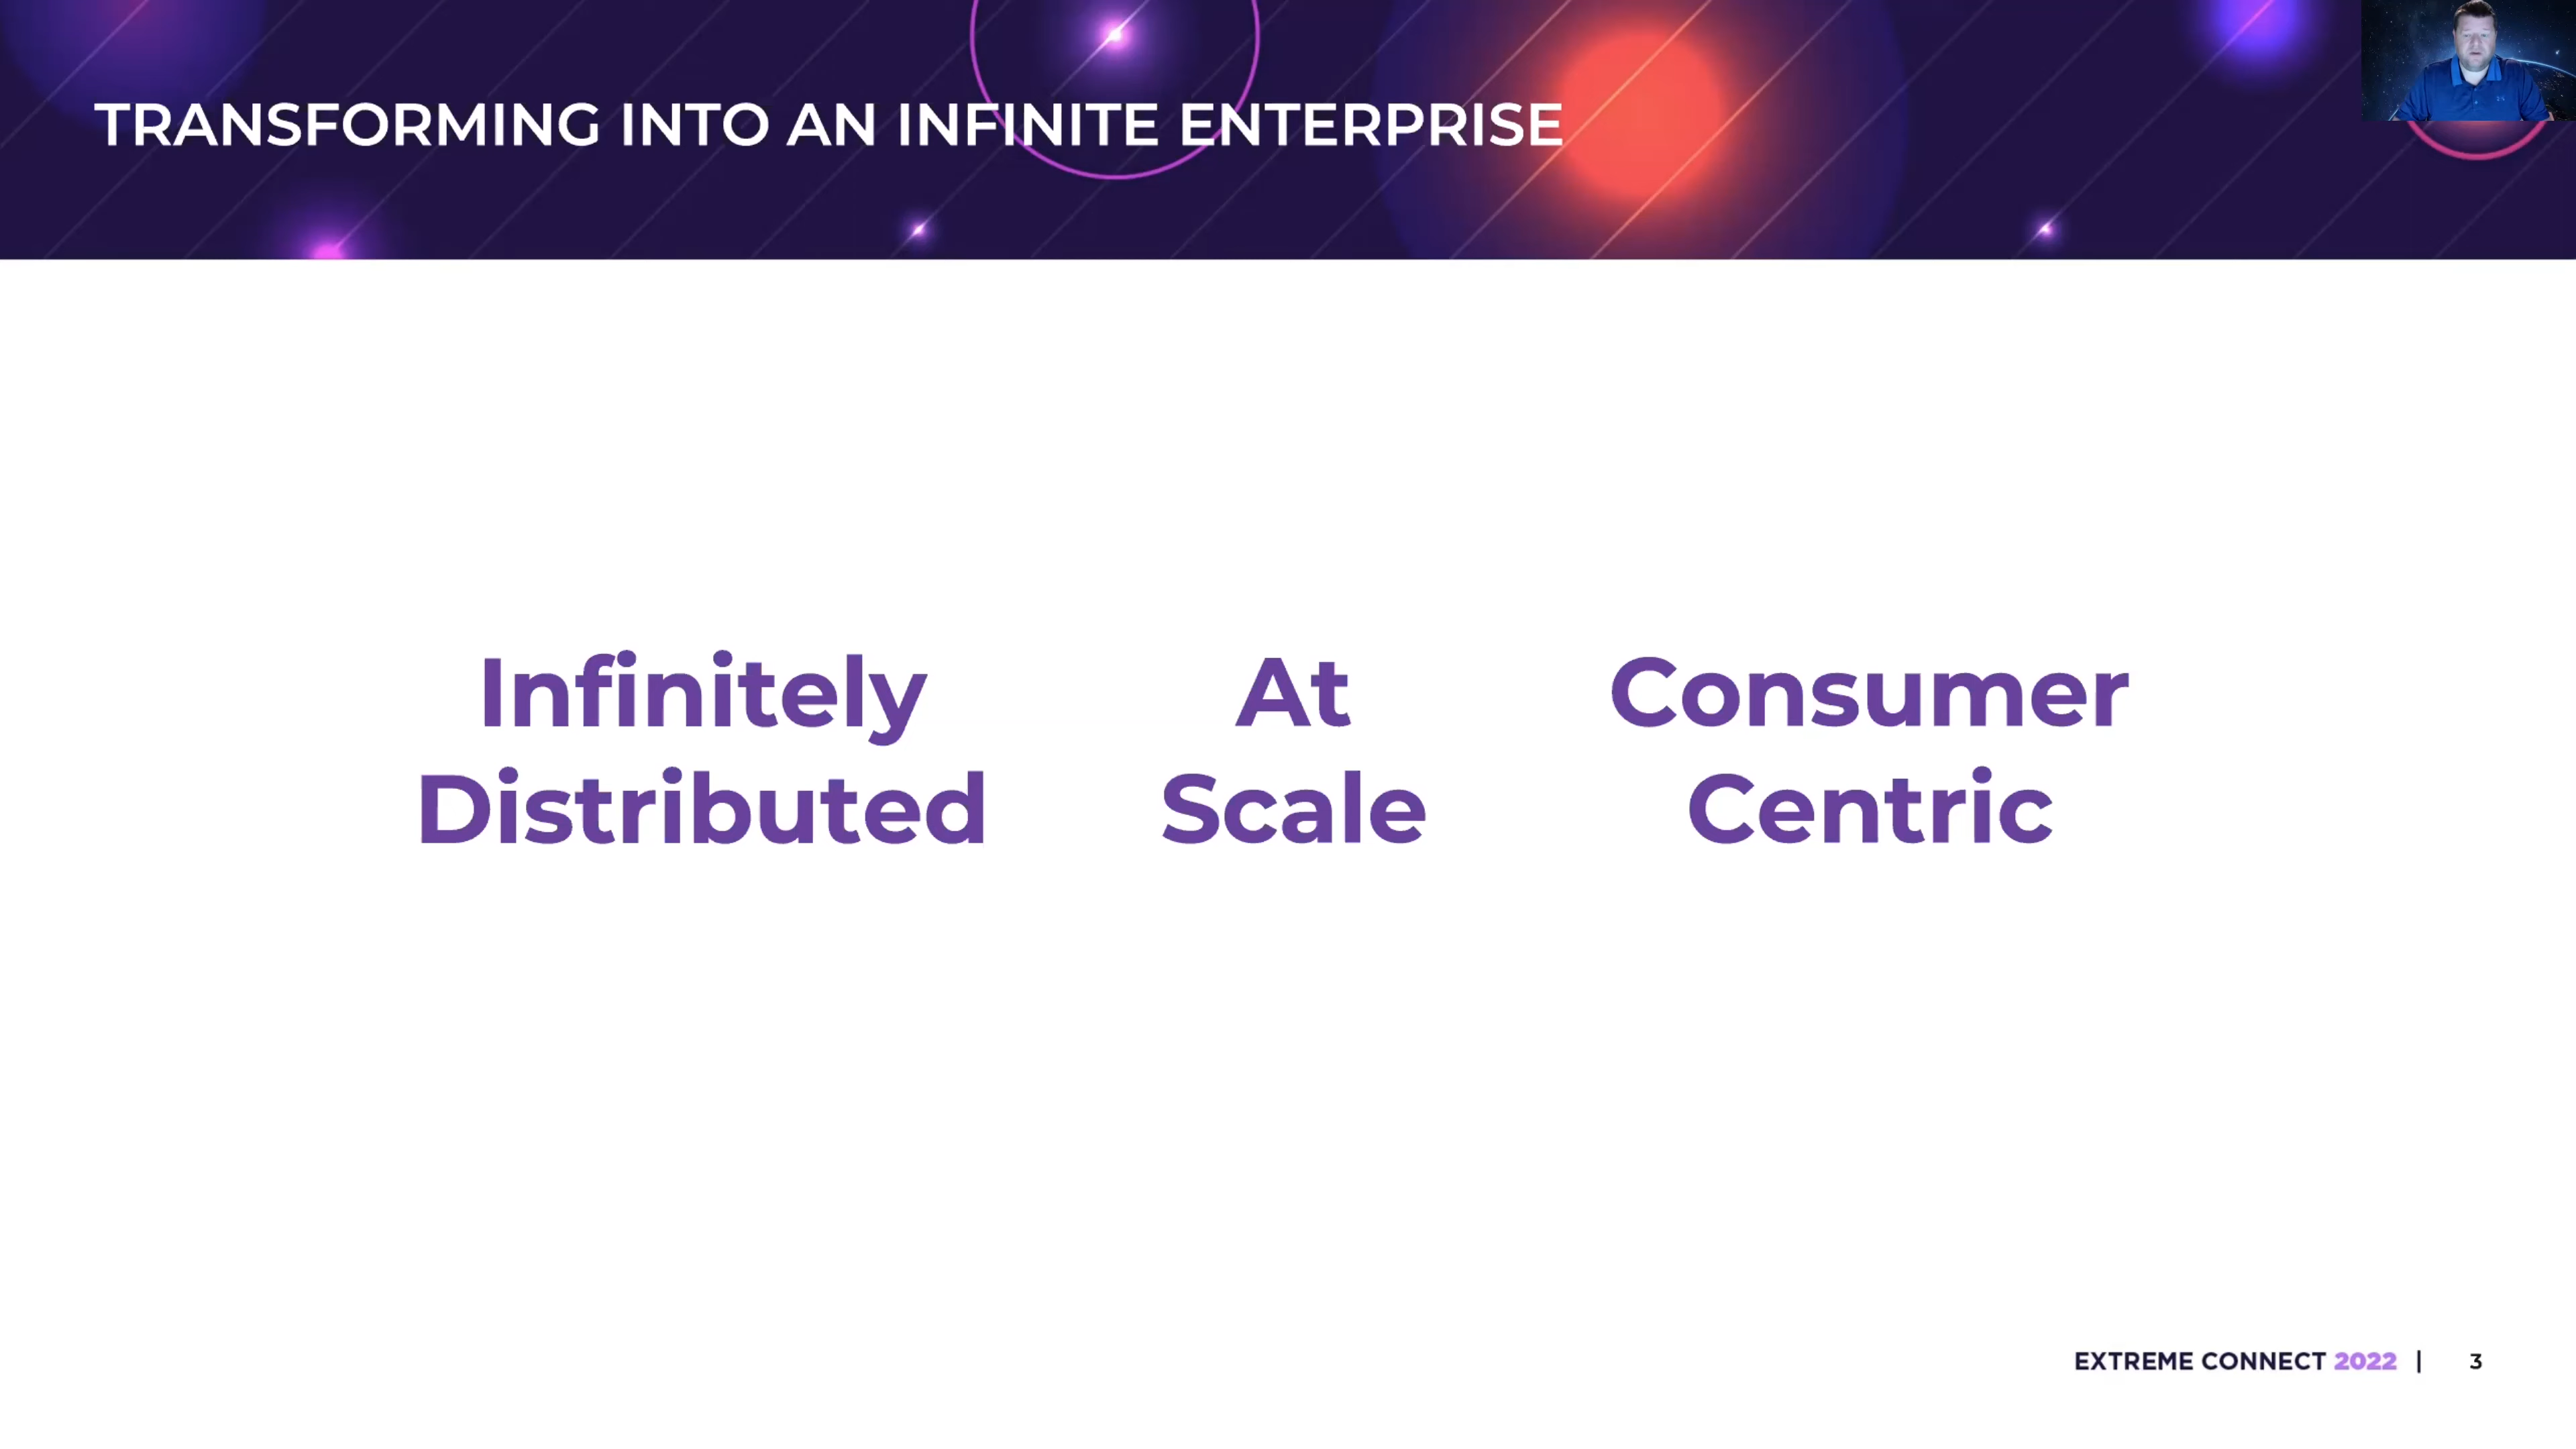 TRANSFORMING INTO AN INFINITE ENTERPRISE
Infinitely
Distributed
At
Scale
Consumer
Centric
EXTREME CONNECT 2022 | 3